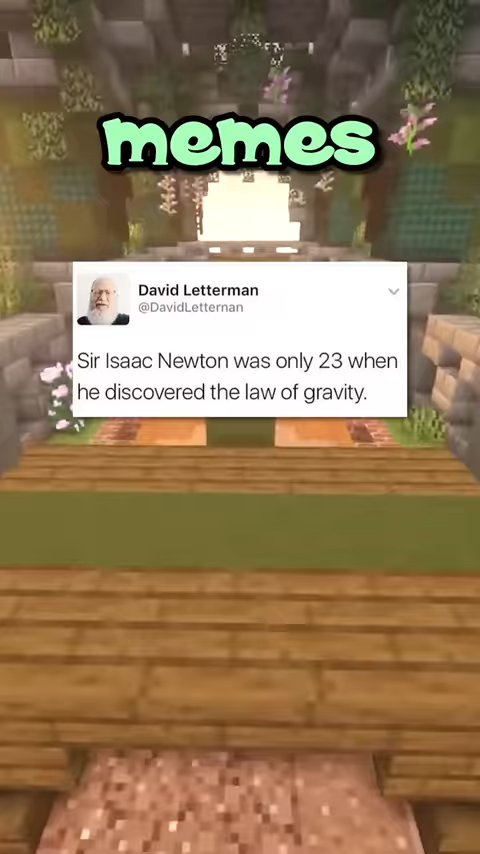 memes
David Letterman
@DavidLetternan
Sir Isaac Newton was only 23 when
he discovered the law of gravity.